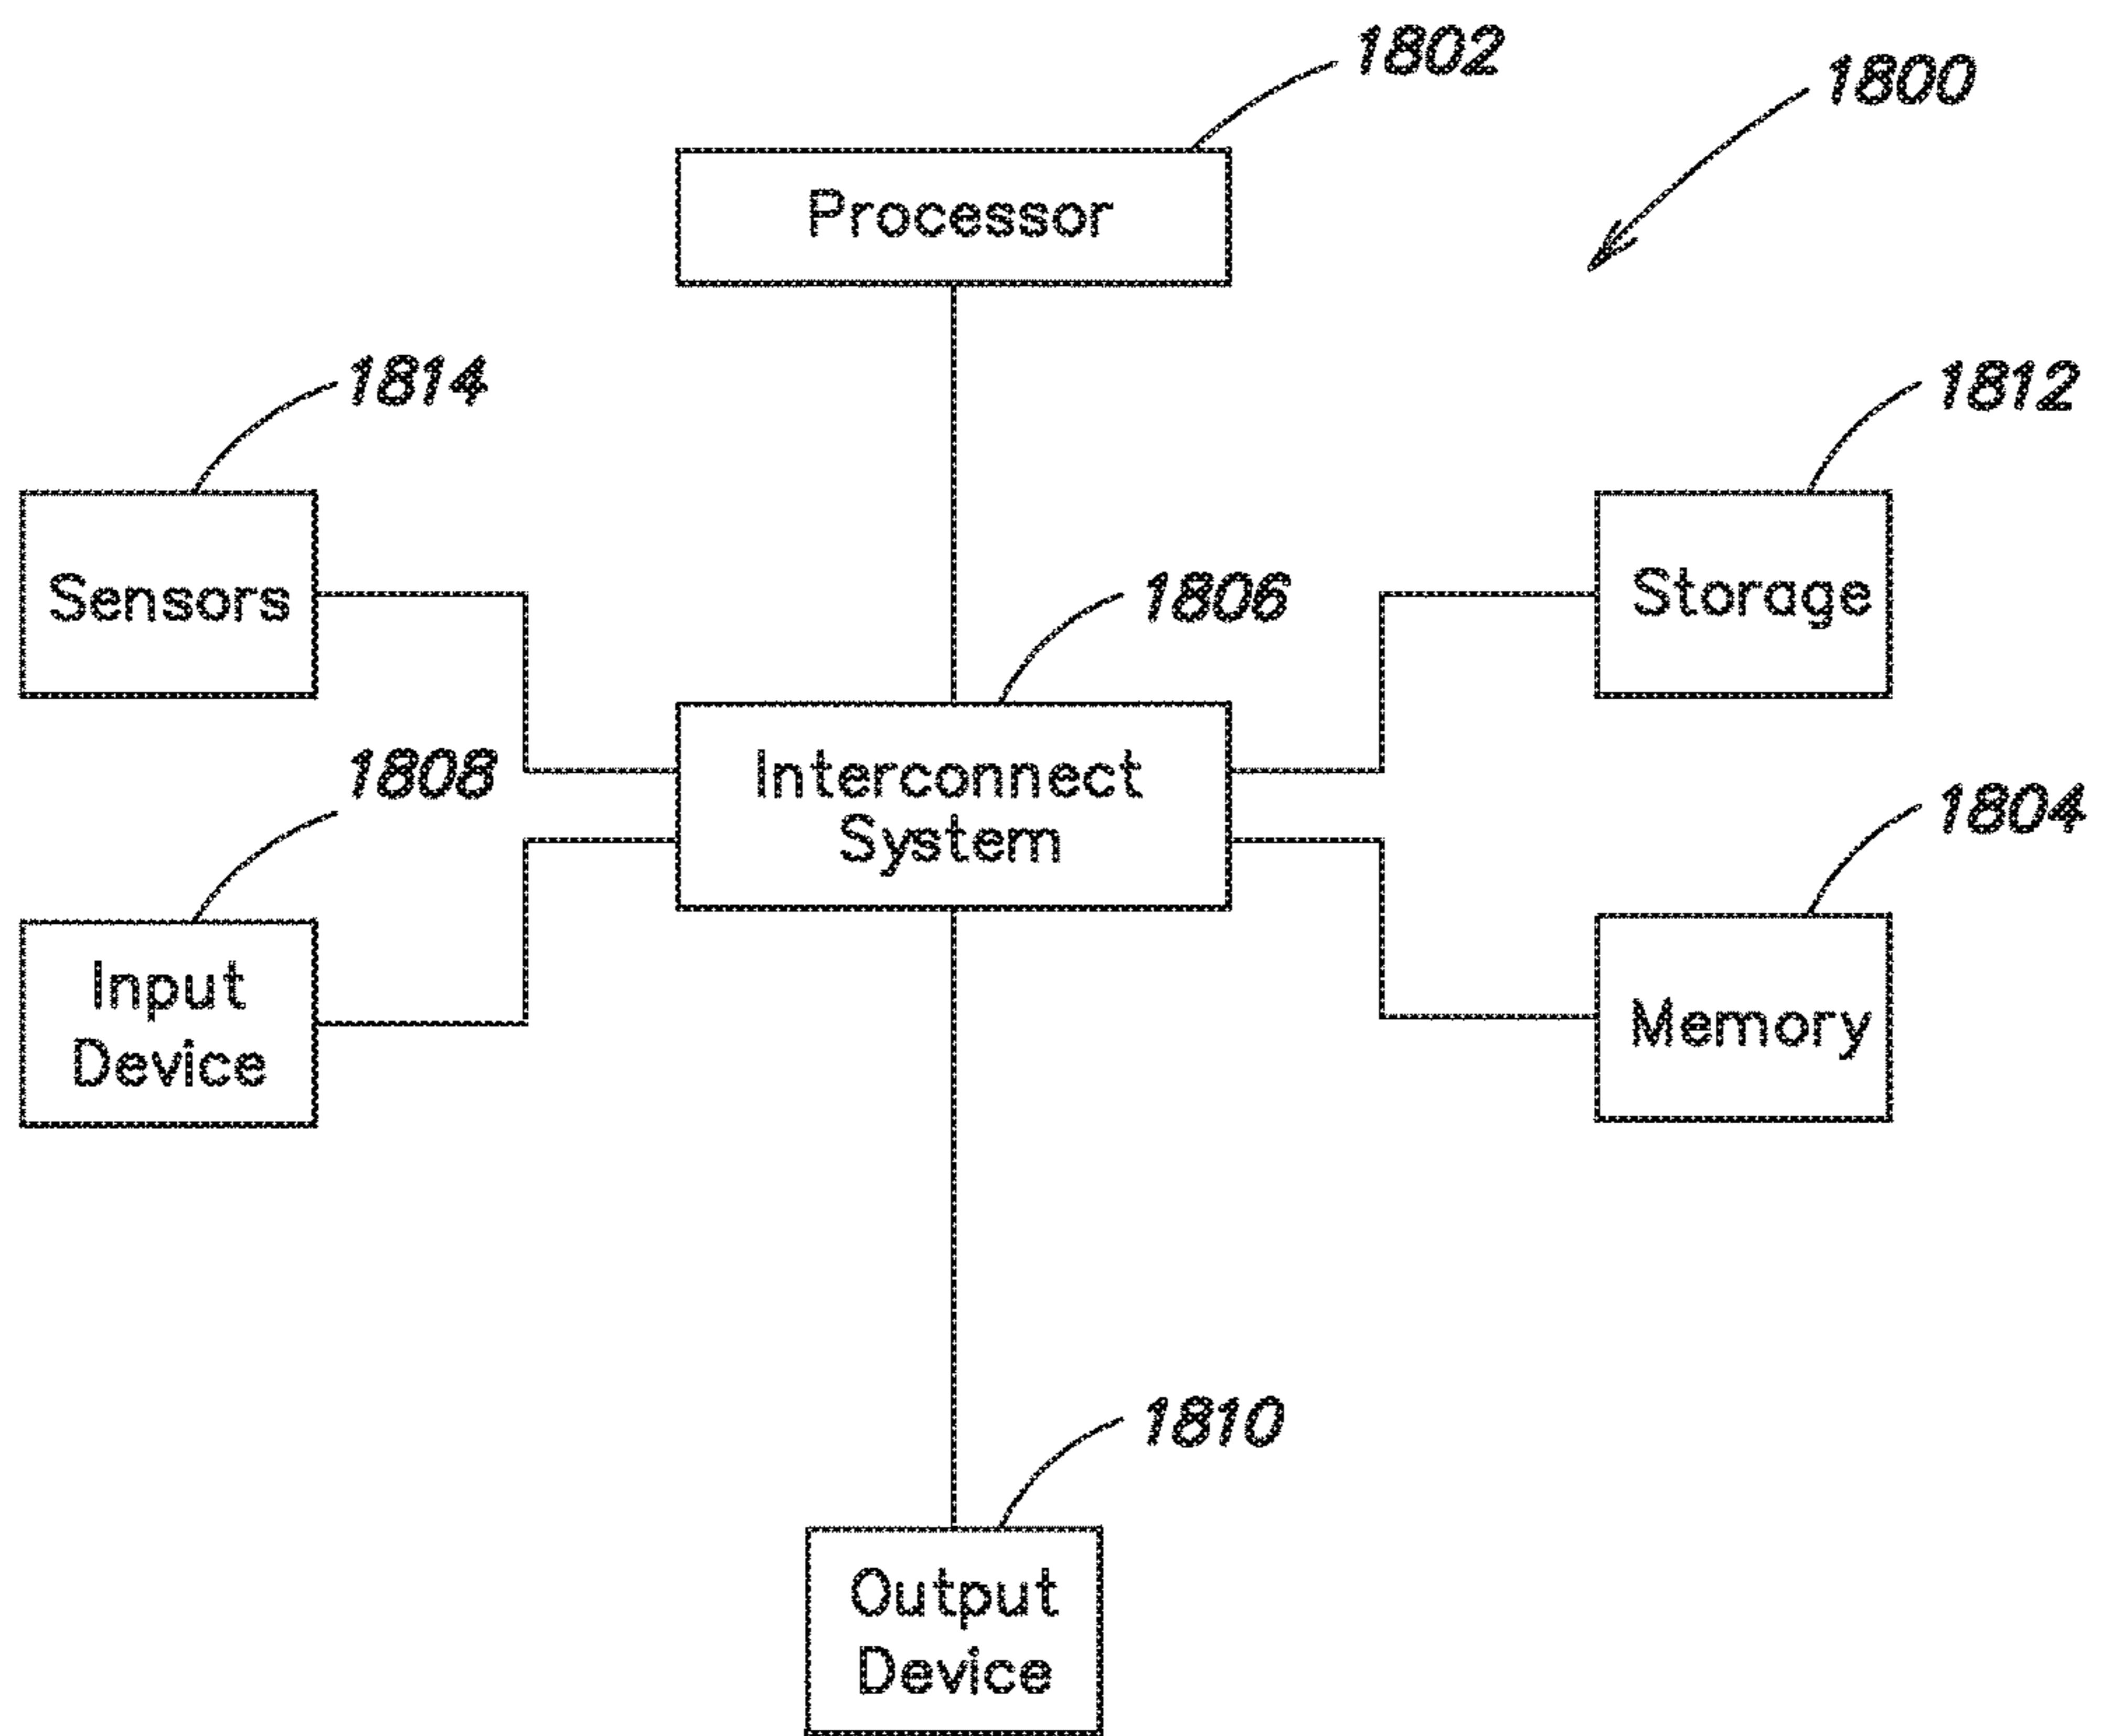 1802
1800
Processor
1814
1812
Sensors
1806
Storage
1808
Interconnect
System
1804
Input
Device
Memory
1810
Output
Device